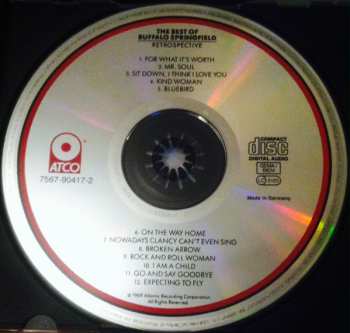 THE BEST OF
BUFFALO SPRINGFIELD
RETROSPECTIVE
1. FOR WHAT IT'S WORTH
2. MR. SOUL
3. SIT DOWN, I THINK I LOVE YOU
4. KIND WOMAN
5. BLUEBIRD
ATCO
7567-90417-2
COMPACT
disc
DIGITAL AUDIO
GEMA
BIEM
Made in Germany
6. ON THE WAY HOME
7. NOWADAYS CLANCY CAN'T EVEN SING
8. BROKEN ARROW
9. ROCK AND ROLL WOMAN
10. I AM A CHILD
11. GO AND SAY GOODBYE
12. EXPECTING TO FLY
℗ 1969 Atlantic Recording Corporation
All Rights Reserved.